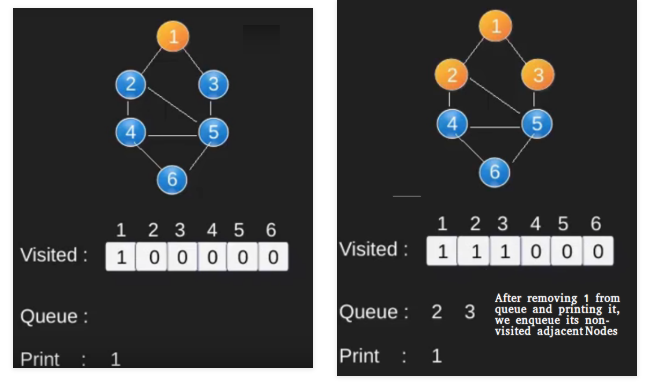 1
2 3
4 5
6
1 2 3 4 5 6
Visited : 1 0 0 0 0 0
Queue :
Print : 1
1
2 3
4 5
6
1 2 3 4 5 6
Visited : 1 1 1 0 0 0
Queue : 2 3
After removing 1 from
queue and printing it,
we enqueue its non-
visited adjacent Nodes
Print : 1